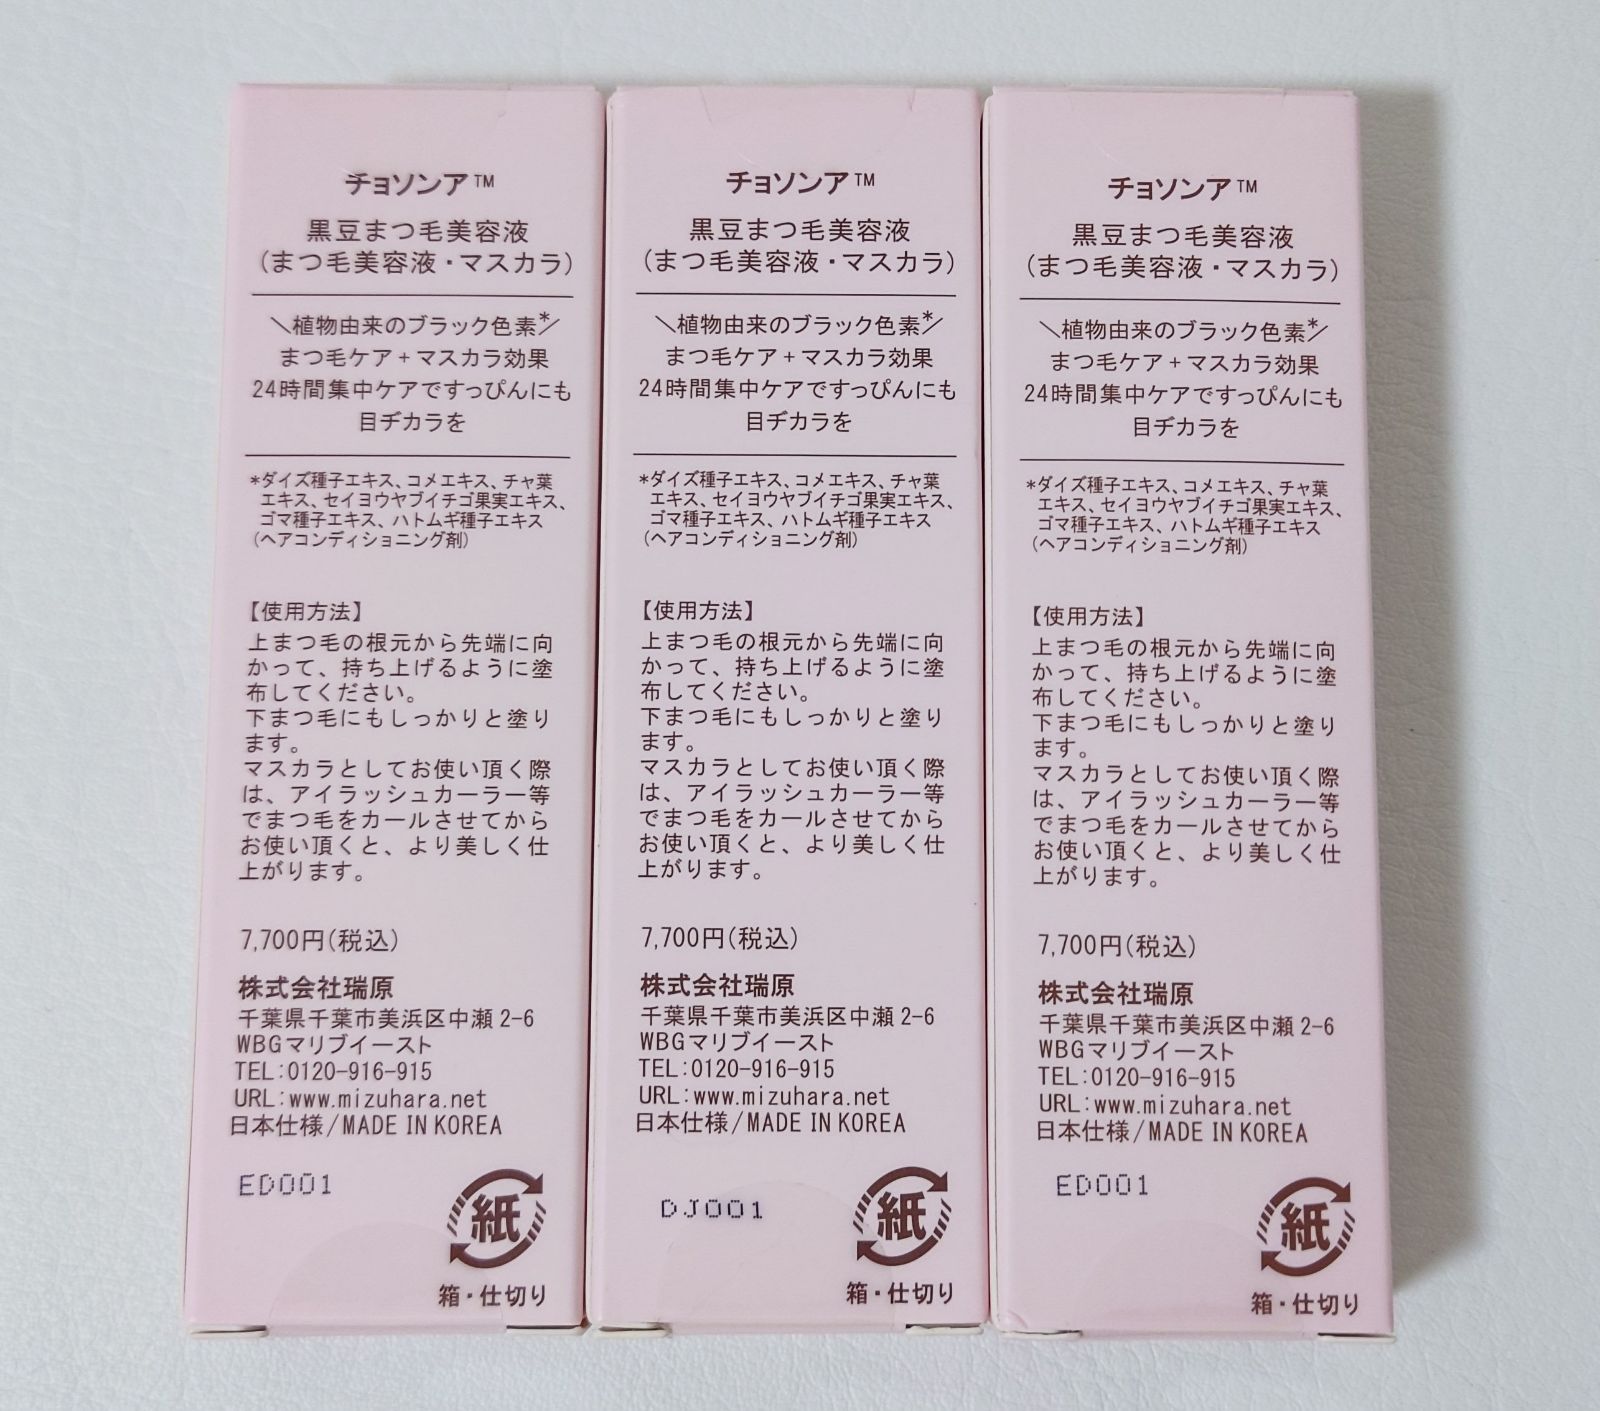 チョソンア™
黒豆まつ毛美容液
(まつ毛美容液・マスカラ)
＼植物由来のブラック色素*／
まつ毛ケア+マスカラ効果
24時間集中ケアですっぴんにも
目ヂカラを
*ダイズ種子エキス、コメエキス、チャ葉
エキス、セイヨウヤブイチゴ果実エキス、
ゴマ種子エキス、ハトムギ種子エキス
(ヘアコンディショニング剤)
【使用方法】
上まつ毛の根元から先端に向
かって、持ち上げるように塗
布してください。
下まつ毛にもしっかりと塗り
ます。
マスカラとしてお使い頂く際
は、アイラッシュカーラー等
でまつ毛をカールさせてから
お使い頂くと、より美しく仕
上がります。
7,700円(税込)
株式会社瑞原
千葉県千葉市美浜区中瀬2-6
WBGマリブイースト
TEL:0120-916-915
URL:www.mizuhara.net
日本仕様/MADE IN KOREA
ED001
紙
箱・仕切り
チョソンア™
黒豆まつ毛美容液
(まつ毛美容液・マスカラ)
＼植物由来のブラック色素*／
まつ毛ケア+マスカラ効果
24時間集中ケアですっぴんにも
目ヂカラを
*ダイズ種子エキス、コメエキス、チャ葉
エキス、セイヨウヤブイチゴ果実エキス、
ゴマ種子エキス、ハトムギ種子エキス
(ヘアコンディショニング剤)
【使用方法】
上まつ毛の根元から先端に向
かって、持ち上げるように塗
布してください。
下まつ毛にもしっかりと塗り
ます。
マスカラとしてお使い頂く際
は、アイラッシュカーラー等
でまつ毛をカールさせてから
お使い頂くと、より美しく仕
上がります。
7,700円(税込)
株式会社瑞原
千葉県千葉市美浜区中瀬2-6
WBGマリブイースト
TEL:0120-916-915
URL:www.mizuhara.net
日本仕様/MADE IN KOREA
DJ001
紙
箱・仕切り
チョソンア™
黒豆まつ毛美容液
(まつ毛美容液・マスカラ)
＼植物由来のブラック色素*／
まつ毛ケア+マスカラ効果
24時間集中ケアですっぴんにも
目ヂカラを
*ダイズ種子エキス、コメエキス、チャ葉
エキス、セイヨウヤブイチゴ果実エキス、
ゴマ種子エキス、ハトムギ種子エキス
(ヘアコンディショニング剤)
【使用方法】
上まつ毛の根元から先端に向
かって、持ち上げるように塗
布してください。
下まつ毛にもしっかりと塗り
ます。
マスカラとしてお使い頂く際
は、アイラッシュカーラー等
でまつ毛をカールさせてから
お使い頂くと、より美しく仕
上がります。
7,700円(税込)
株式会社瑞原
千葉県千葉市美浜区中瀬2-6
WBGマリブイースト
TEL:0120-916-915
URL:www.mizuhara.net
日本仕様/MADE IN KOREA
ED001
紙
箱・仕切り